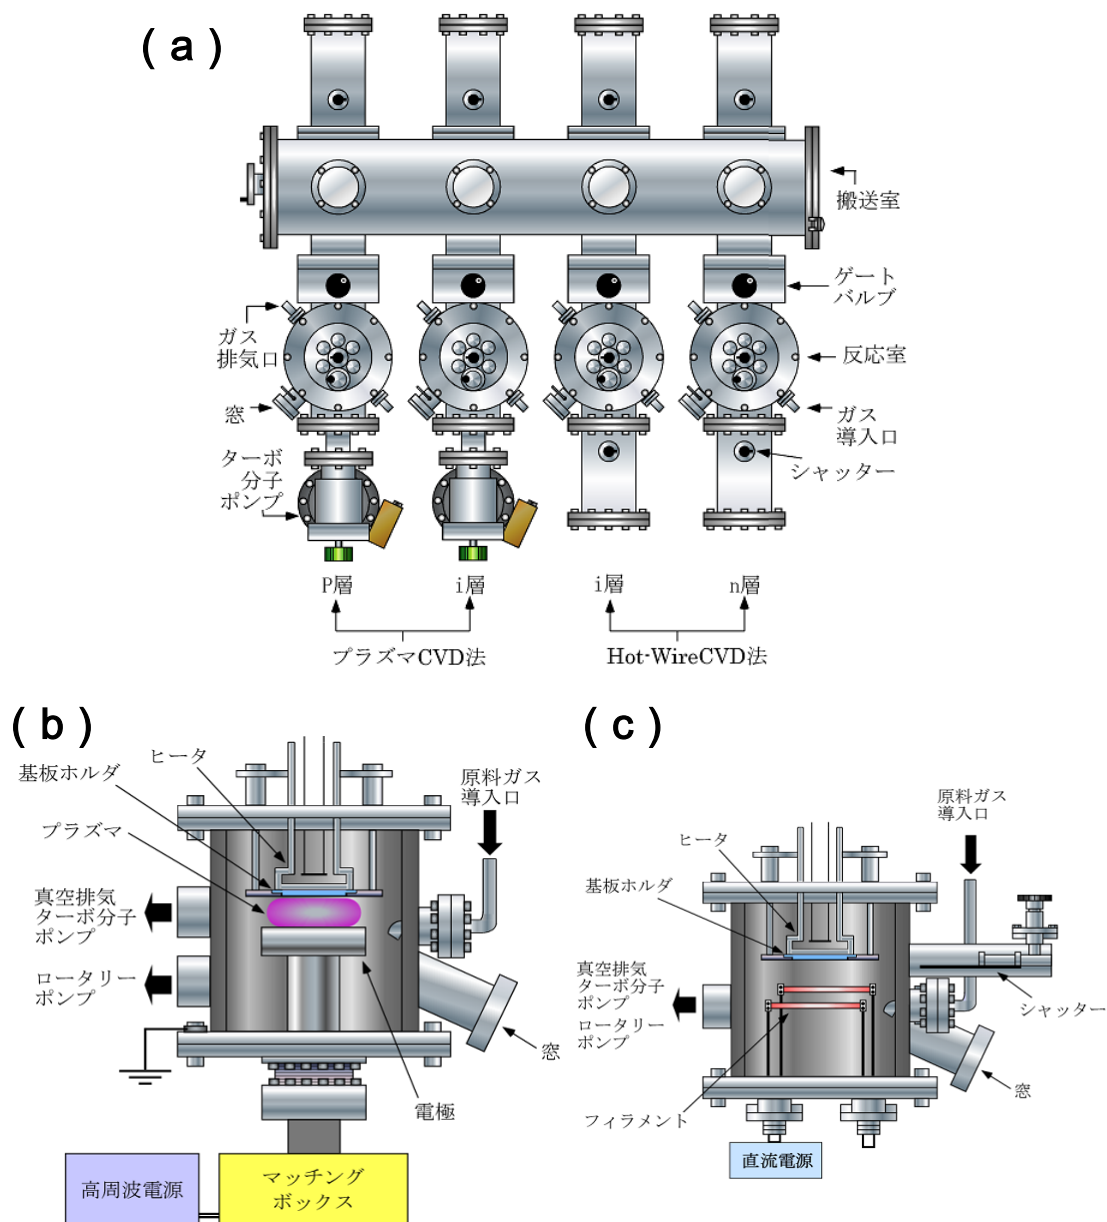 (a)
搬送室
ゲート
バルブ
ガス
排気口
反応室
窓
ガス
導入口
ターボ
分子
ポンプ
シャッター
P層
i層
i層
n層
プラズマCVD法
Hot-WireCVD法
(b)
ヒータ
基板ホルダ
原料ガス
導入口
プラズマ
真空排気
ターボ分子
ポンプ
ロータリー
ポンプ
窓
電極
高周波電源
マッチング
ボックス
(c)
原料ガス
導入口
ヒータ
基板ホルダ
真空排気
ターボ分子
ポンプ
ロータリー
ポンプ
シャッター
窓
フィラメント
直流電源